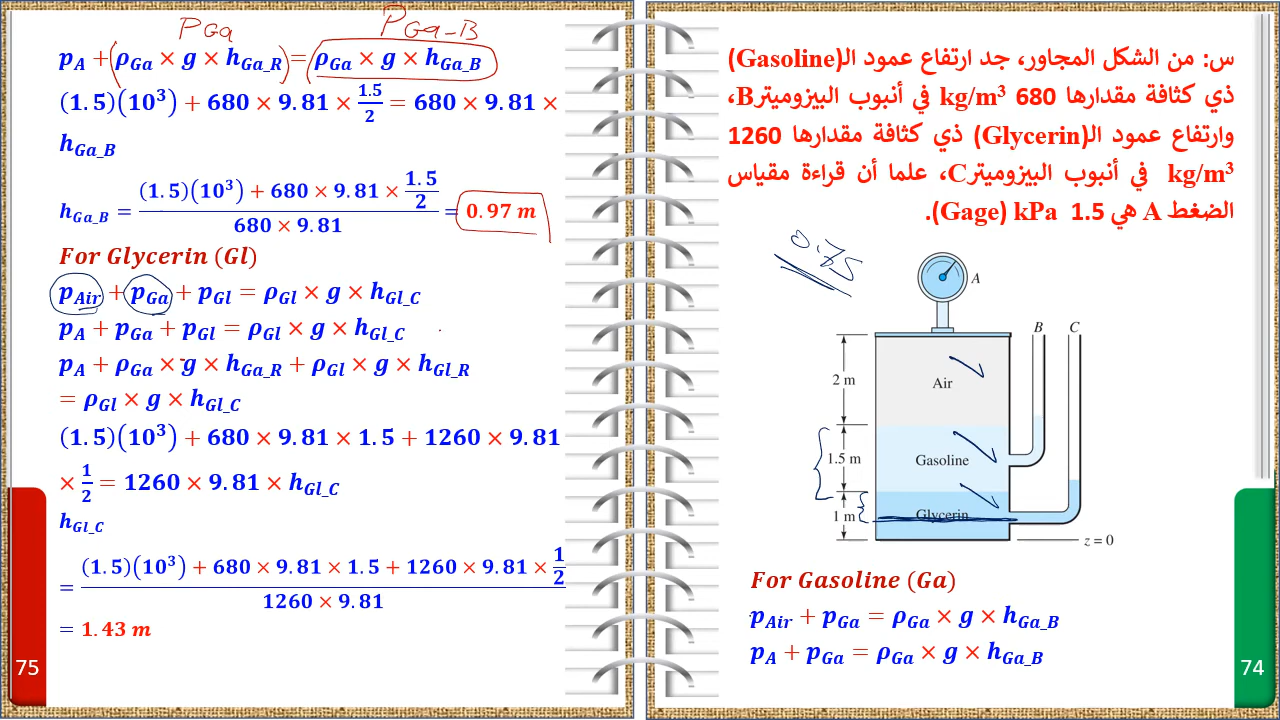 س: من الشكل المجاور، جد ارتفاع عمود الـ(Gasoline)
ذي كثافة مقدارها 680 kg/m³ في أنبوب البيزوميترB،
وارتفاع عمود الـ(Glycerin) ذي كثافة مقدارها 1260
kg/m³ في أنبوب البيزوميترC، علما أن قراءة مقياس
الضغط A هي 1.5 kPa (Gage).
0.75
A
B C
2 m
Air
1.5 m
Gasoline
1 m
Glycerin
z = 0
For Gasoline (Ga)
p_Air + p_Ga = ρ_Ga × g × h_Ga_B
p_A + p_Ga = ρ_Ga × g × h_Ga_B
74
P_Ga P_Ga-B
p_A + (ρ_Ga × g × h_Ga_R) = ρ_Ga × g × h_Ga_B
(1.5)(10³) + 680 × 9.81 × 1.5/2 = 680 × 9.81 ×
h_Ga_B
h_Ga_B = ((1.5)(10³) + 680 × 9.81 × 1.5/2) / (680 × 9.81) = 0.97 m
For Glycerin (Gl)
p_Air + p_Ga + p_Gl = ρ_Gl × g × h_Gl_C
p_A + p_Ga + p_Gl = ρ_Gl × g × h_Gl_C
p_A + ρ_Ga × g × h_Ga_R + ρ_Gl × g × h_Gl_R
= ρ_Gl × g × h_Gl_C
(1.5)(10³) + 680 × 9.81 × 1.5 + 1260 × 9.81
× 1/2 = 1260 × 9.81 × h_Gl_C
h_Gl_C
= ((1.5)(10³) + 680 × 9.81 × 1.5 + 1260 × 9.81 × 1/2) / (1260 × 9.81)
= 1.43 m
75